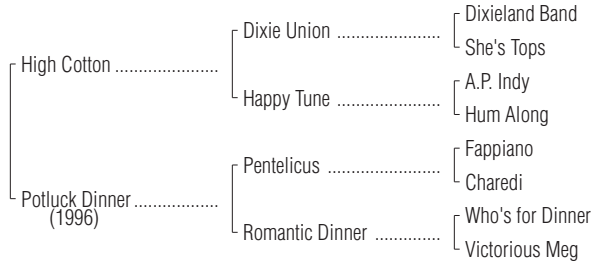 Dixieland Band
Dixie Union ...................
She's Tops
High Cotton .....................
A.P. Indy
Happy Tune ...................
Hum Along
Fappiano
Pentelicus .....................
Charedi
Potluck Dinner .................
(1996)
Who's for Dinner
Romantic Dinner ............
Victorious Meg